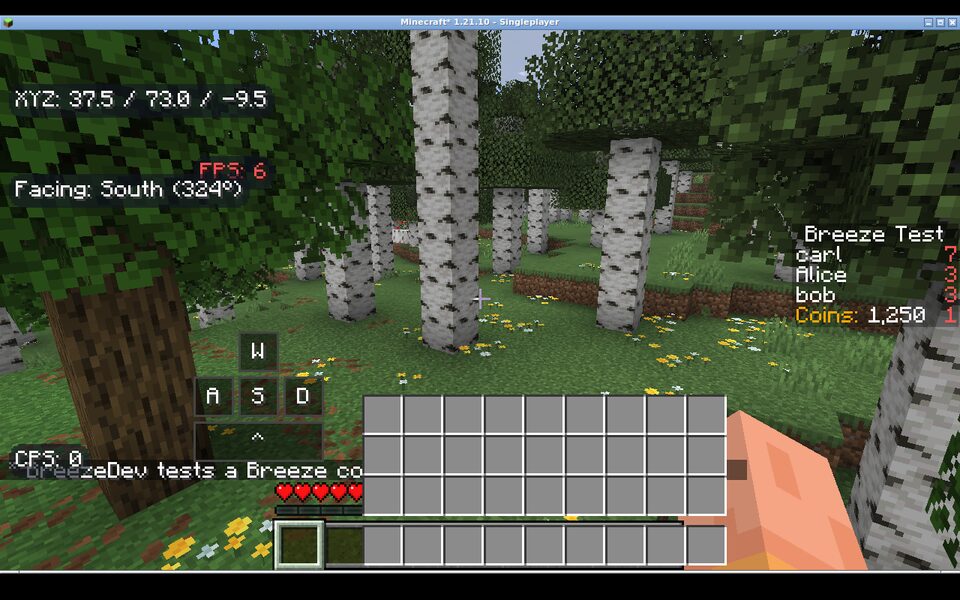 Minecraft* 1.21.10 - Singleplayer
XYZ: 37.5 / 73.0 / -9.5
FPS: 6
Facing: South (324º)
Breeze Test
carl 7
Alice 3
bob 3
Coins: 1,250 1
W
A S D
^
CPS: 0
BreezeDev tests a Breeze co